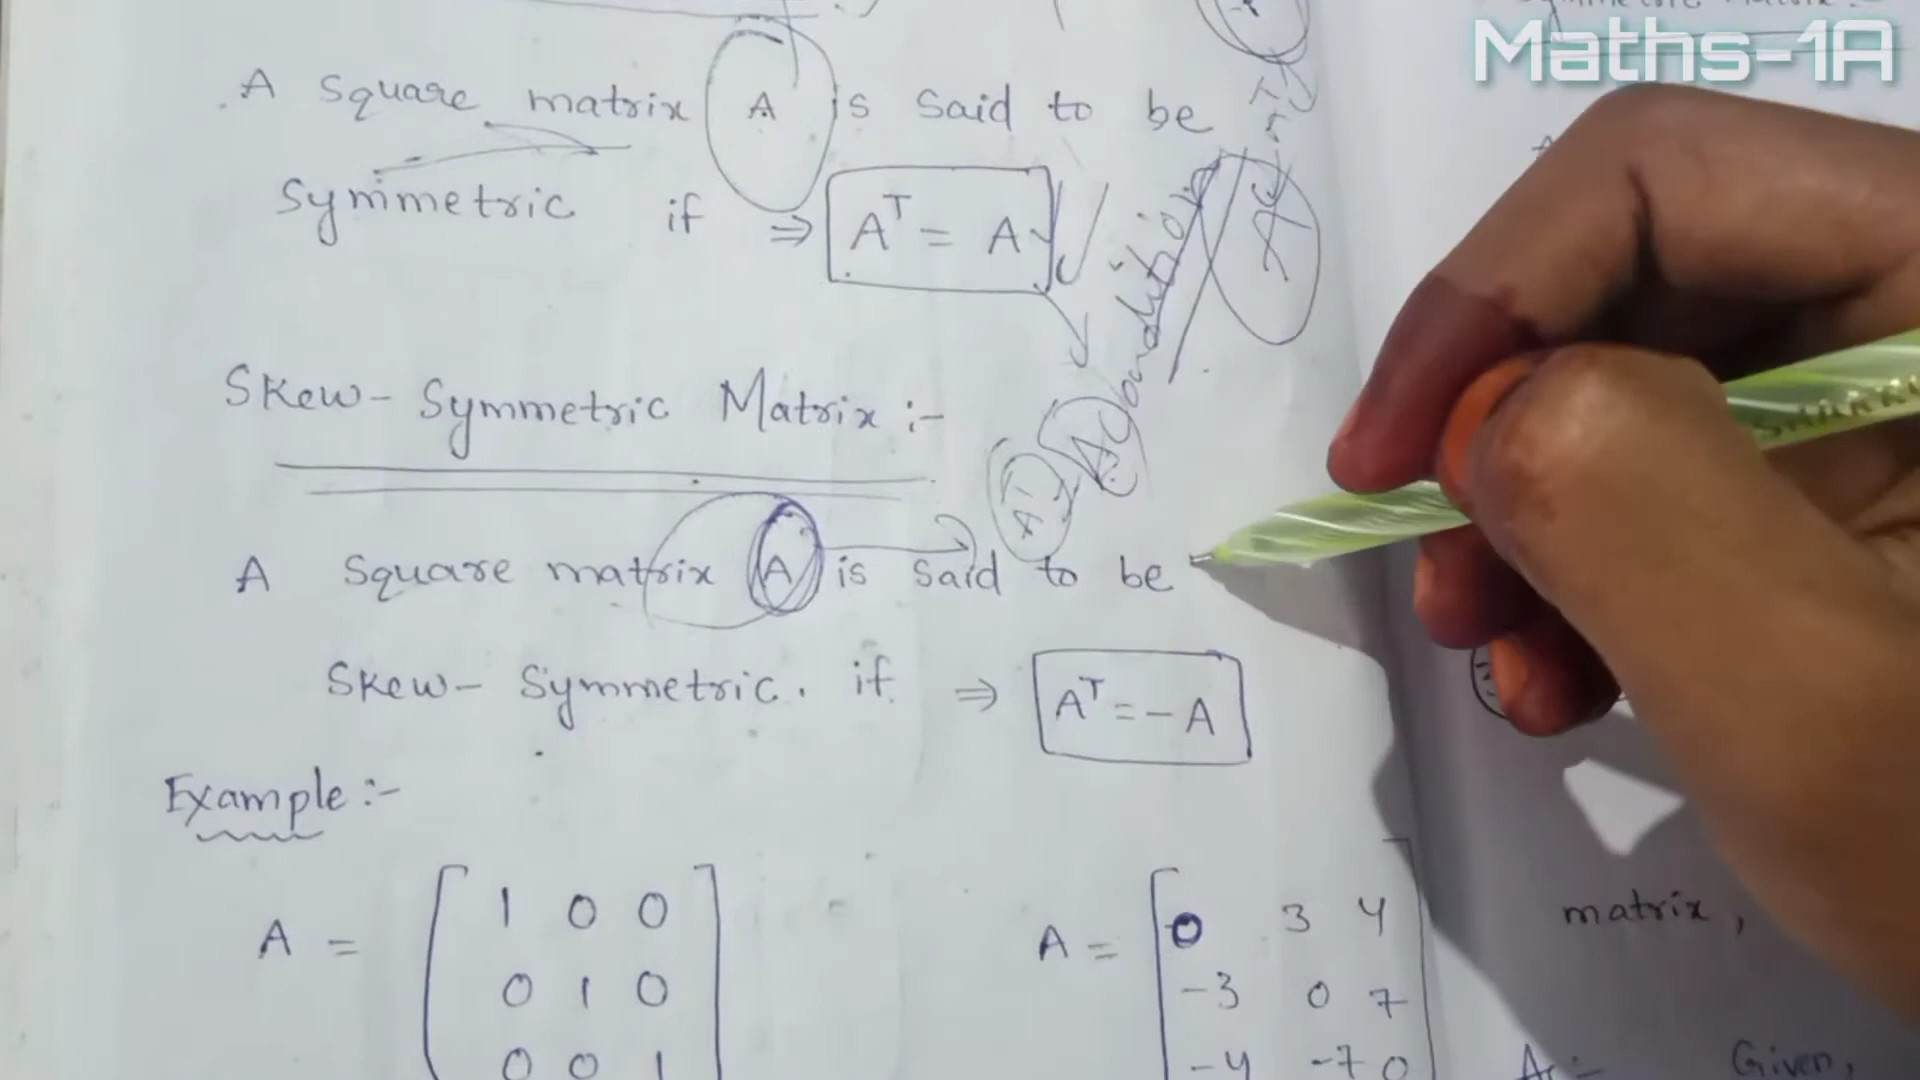 Maths-1A
A Square matrix A is said to be
Symmetric if ⇒ Aᵀ = A
Condition
Skew-Symmetric Matrix :-
A Square matrix A is said to be
Skew-Symmetric. if ⇒ Aᵀ = -A
Example :-
A = [1 0 0
0 1 0
0 0 1]
A = [0 3 4
-3 0 7
-4 -7 0]
matrix,
Given,